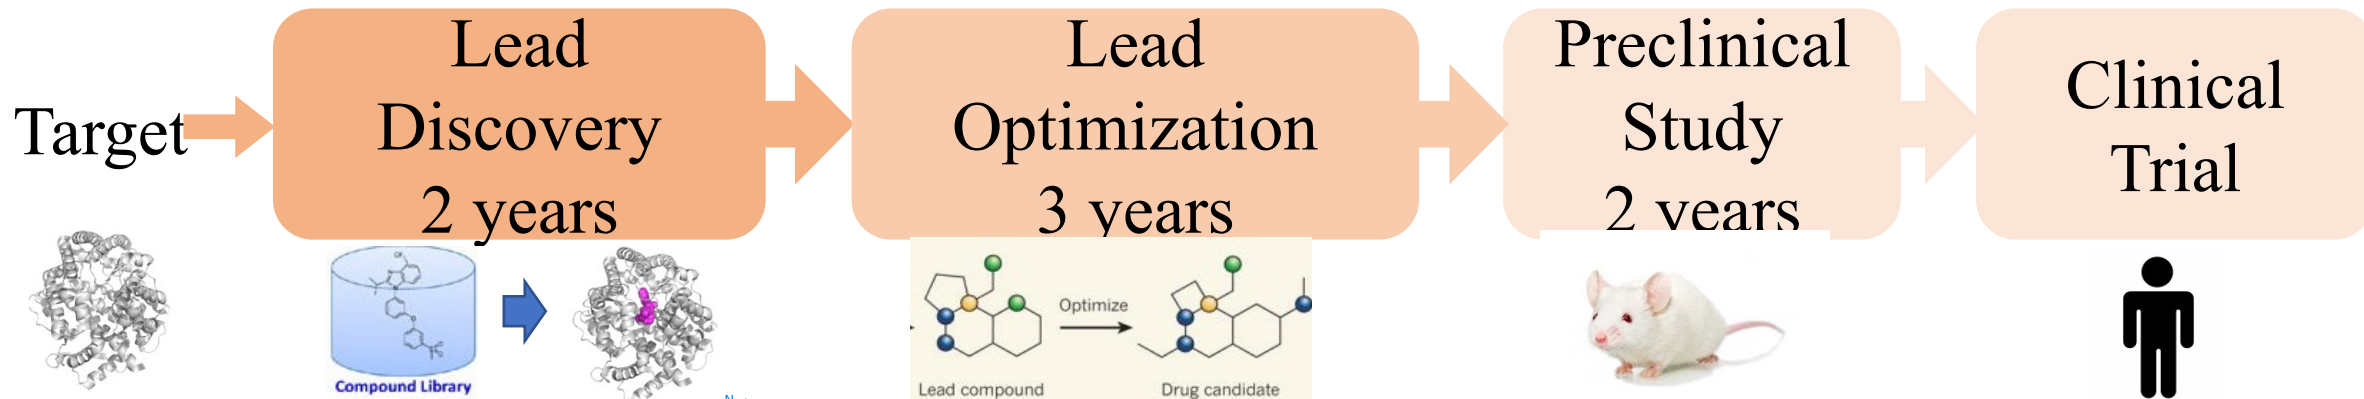 Target
Lead
Discovery
2 years
Lead
Optimization
3 years
Preclinical
Study
2 years
Clinical
Trial
Compound Library
Optimize
Lead compound
Drug candidate
N